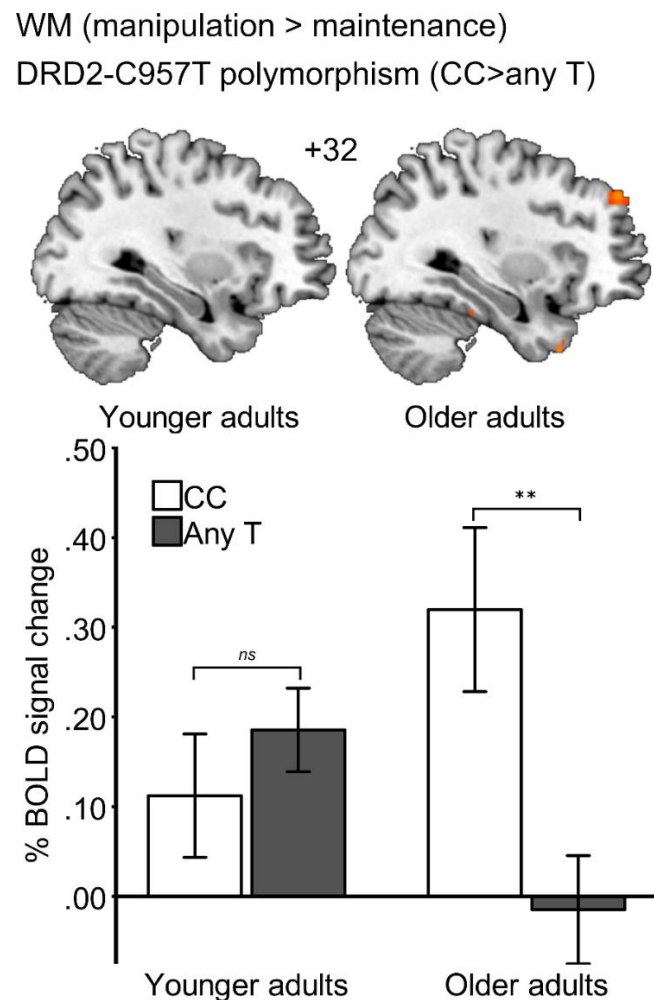 WM (manipulation > maintenance)
DRD2-C957T polymorphism (CC>any T)
+32
Younger adults
Older adults
.50
CC
Any T
.40
.30
.20
.10
.00
% BOLD signal change
ns
**
Younger adults
Older adults